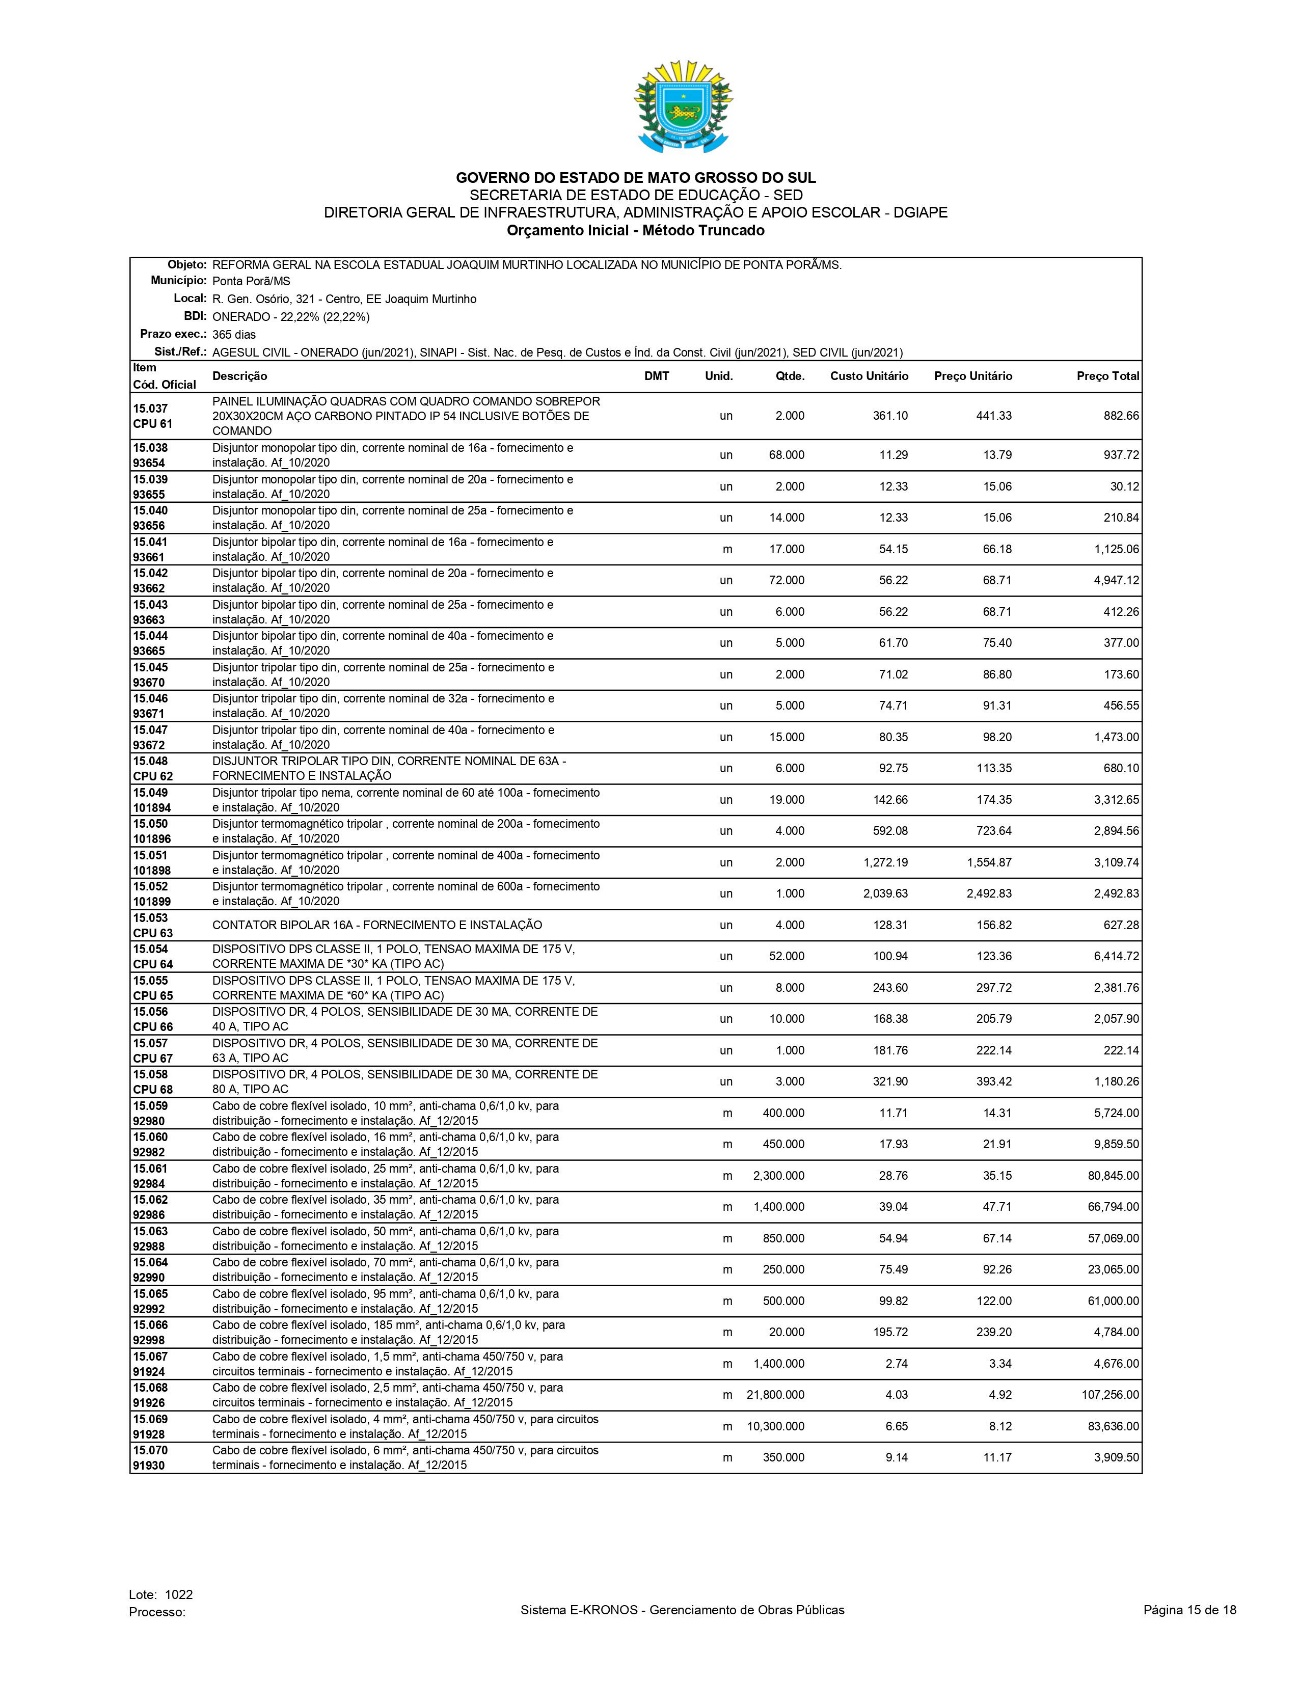 GOVERNO DO ESTADO DE MATO GROSSO DO SUL
SECRETARIA DE ESTADO DE EDUCAÇÃO - SED
DIRETORIA GERAL DE INFRAESTRUTURA, ADMINISTRAÇÃO E APOIO ESCOLAR - DGIAPE
Orçamento Inicial - Método Truncado
Objeto: REFORMA GERAL NA ESCOLA ESTADUAL JOAQUIM MURTINHO LOCALIZADA NO MUNICÍPIO DE PONTA PORÃ/MS.
Município: Ponta Porã/MS
Local: R. Gen. Osório, 321 - Centro, EE Joaquim Murtinho
BDI: ONERADO - 22,22% (22,22%)
Prazo exec.: 365 dias
Sist./Ref.: AGESUL CIVIL - ONERADO (jun/2021), SINAPI - Sist. Nac. de Pesq. de Custos e Índ. da Const. Civil (jun/2021), SED CIVIL (jun/2021)
Item
Cód. Oficial Descrição DMT Unid. Qtde. Custo Unitário Preço Unitário Preço Total
PAINEL ILUMINAÇÃO QUADRAS COM QUADRO COMANDO SOBREPOR
15.037 20X30X20CM AÇO CARBONO PINTADO IP 54 INCLUSIVE BOTÕES DE un 2.000 361.10 441.33 882.66
CPU 61 COMANDO
15.038 Disjuntor monopolar tipo din, corrente nominal de 16a - fornecimento e un 68.000 11.29 13.79 937.72
93654 instalação. Af_10/2020
15.039 Disjuntor monopolar tipo din, corrente nominal de 20a - fornecimento e un 2.000 12.33 15.06 30.12
93655 instalação. Af_10/2020
15.040 Disjuntor monopolar tipo din, corrente nominal de 25a - fornecimento e un 14.000 12.33 15.06 210.84
93656 instalação. Af_10/2020
15.041 Disjuntor bipolar tipo din, corrente nominal de 16a - fornecimento e m 17.000 54.15 66.18 1,125.06
93661 instalação. Af_10/2020
15.042 Disjuntor bipolar tipo din, corrente nominal de 20a - fornecimento e un 72.000 56.22 68.71 4,947.12
93662 instalação. Af_10/2020
15.043 Disjuntor bipolar tipo din, corrente nominal de 25a - fornecimento e un 6.000 56.22 68.71 412.26
93663 instalação. Af_10/2020
15.044 Disjuntor bipolar tipo din, corrente nominal de 40a - fornecimento e un 5.000 61.70 75.40 377.00
93665 instalação. Af_10/2020
15.045 Disjuntor tripolar tipo din, corrente nominal de 25a - fornecimento e un 2.000 71.02 86.80 173.60
93670 instalação. Af_10/2020
15.046 Disjuntor tripolar tipo din, corrente nominal de 32a - fornecimento e un 5.000 74.71 91.31 456.55
93671 instalação. Af_10/2020
15.047 Disjuntor tripolar tipo din, corrente nominal de 40a - fornecimento e un 15.000 80.35 98.20 1,473.00
93672 instalação. Af_10/2020
15.048 DISJUNTOR TRIPOLAR TIPO DIN, CORRENTE NOMINAL DE 63A - un 6.000 92.75 113.35 680.10
CPU 62 FORNECIMENTO E INSTALAÇÃO
15.049 Disjuntor tripolar tipo nema, corrente nominal de 60 até 100a - fornecimento un 19.000 142.66 174.35 3,312.65
101894 e instalação. Af_10/2020
15.050 Disjuntor termomagnético tripolar , corrente nominal de 200a - fornecimento un 4.000 592.08 723.64 2,894.56
101896 e instalação. Af_10/2020
15.051 Disjuntor termomagnético tripolar , corrente nominal de 400a - fornecimento un 2.000 1,272.19 1,554.87 3,109.74
101898 e instalação. Af_10/2020
15.052 Disjuntor termomagnético tripolar , corrente nominal de 600a - fornecimento un 1.000 2,039.63 2,492.83 2,492.83
101899 e instalação. Af_10/2020
15.053 CONTATOR BIPOLAR 16A - FORNECIMENTO E INSTALAÇÃO un 4.000 128.31 156.82 627.28
CPU 63
15.054 DISPOSITIVO DPS CLASSE II, 1 POLO, TENSAO MAXIMA DE 175 V, un 52.000 100.94 123.36 6,414.72
CPU 64 CORRENTE MAXIMA DE *30* KA (TIPO AC)
15.055 DISPOSITIVO DPS CLASSE II, 1 POLO, TENSAO MAXIMA DE 175 V, un 8.000 243.60 297.72 2,381.76
CPU 65 CORRENTE MAXIMA DE *60* KA (TIPO AC)
15.056 DISPOSITIVO DR, 4 POLOS, SENSIBILIDADE DE 30 MA, CORRENTE DE un 10.000 168.38 205.79 2,057.90
CPU 66 40 A, TIPO AC
15.057 DISPOSITIVO DR, 4 POLOS, SENSIBILIDADE DE 30 MA, CORRENTE DE un 1.000 181.76 222.14 222.14
CPU 67 63 A, TIPO AC
15.058 DISPOSITIVO DR, 4 POLOS, SENSIBILIDADE DE 30 MA, CORRENTE DE un 3.000 321.90 393.42 1,180.26
CPU 68 80 A, TIPO AC
15.059 Cabo de cobre flexível isolado, 10 mm², anti-chama 0,6/1,0 kv, para m 400.000 11.71 14.31 5,724.00
92980 distribuição - fornecimento e instalação. Af_12/2015
15.060 Cabo de cobre flexível isolado, 16 mm², anti-chama 0,6/1,0 kv, para m 450.000 17.93 21.91 9,859.50
92982 distribuição - fornecimento e instalação. Af_12/2015
15.061 Cabo de cobre flexível isolado, 25 mm², anti-chama 0,6/1,0 kv, para m 2,300.000 28.76 35.15 80,845.00
92984 distribuição - fornecimento e instalação. Af_12/2015
15.062 Cabo de cobre flexível isolado, 35 mm², anti-chama 0,6/1,0 kv, para m 1,400.000 39.04 47.71 66,794.00
92986 distribuição - fornecimento e instalação. Af_12/2015
15.063 Cabo de cobre flexível isolado, 50 mm², anti-chama 0,6/1,0 kv, para m 850.000 54.94 67.14 57,069.00
92988 distribuição - fornecimento e instalação. Af_12/2015
15.064 Cabo de cobre flexível isolado, 70 mm², anti-chama 0,6/1,0 kv, para m 250.000 75.49 92.26 23,065.00
92990 distribuição - fornecimento e instalação. Af_12/2015
15.065 Cabo de cobre flexível isolado, 95 mm², anti-chama 0,6/1,0 kv, para m 500.000 99.82 122.00 61,000.00
92992 distribuição - fornecimento e instalação. Af_12/2015
15.066 Cabo de cobre flexível isolado, 185 mm², anti-chama 0,6/1,0 kv, para m 20.000 195.72 239.20 4,784.00
92998 distribuição - fornecimento e instalação. Af_12/2015
15.067 Cabo de cobre flexível isolado, 1,5 mm², anti-chama 450/750 v, para m 1,400.000 2.74 3.34 4,676.00
91924 circuitos terminais - fornecimento e instalação. Af_12/2015
15.068 Cabo de cobre flexível isolado, 2,5 mm², anti-chama 450/750 v, para m 21,800.000 4.03 4.92 107,256.00
91926 circuitos terminais - fornecimento e instalação. Af_12/2015
15.069 Cabo de cobre flexível isolado, 4 mm², anti-chama 450/750 v, para circuitos m 10,300.000 6.65 8.12 83,636.00
91928 terminais - fornecimento e instalação. Af_12/2015
15.070 Cabo de cobre flexível isolado, 6 mm², anti-chama 450/750 v, para circuitos m 350.000 9.14 11.17 3,909.50
91930 terminais - fornecimento e instalação. Af_12/2015
Lote: 1022
Processo: Sistema E-KRONOS - Gerenciamento de Obras Públicas Página 15 de 18